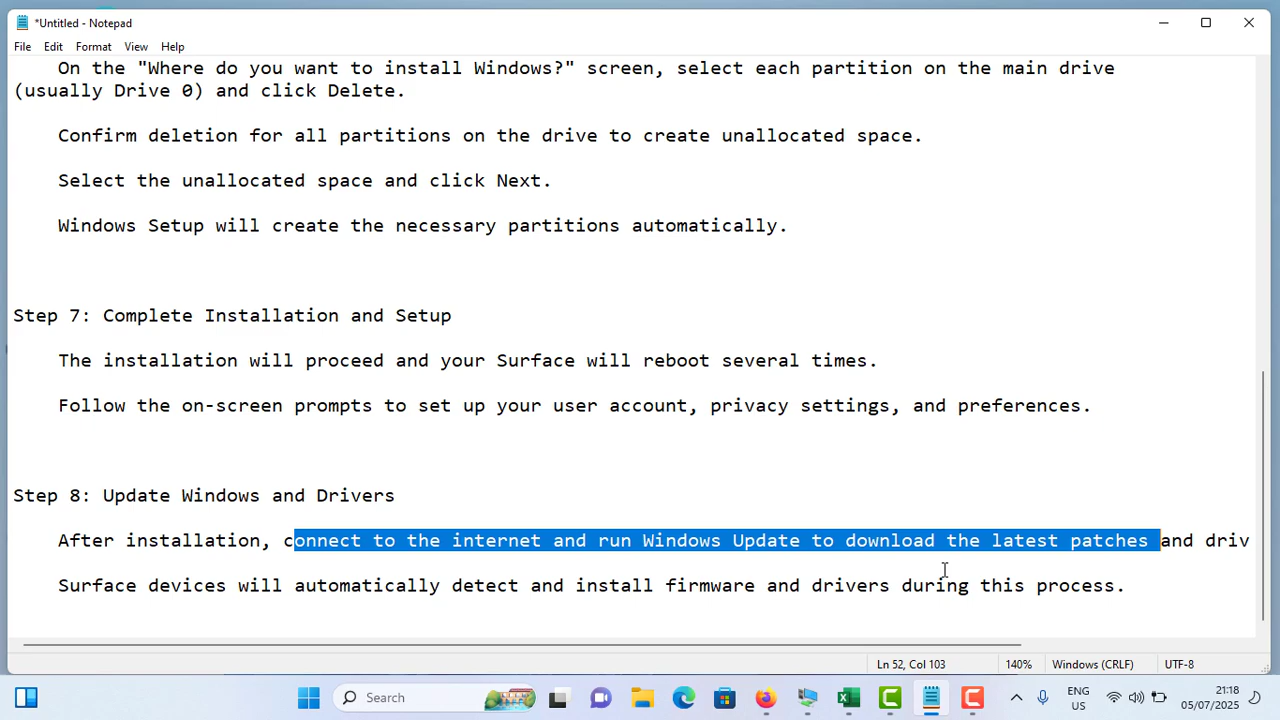 *Untitled - Notepad
File Edit Format View Help
On the "Where do you want to install Windows?" screen, select each partition on the main drive
(usually Drive 0) and click Delete.
Confirm deletion for all partitions on the drive to create unallocated space.
Select the unallocated space and click Next.
Windows Setup will create the necessary partitions automatically.
Step 7: Complete Installation and Setup
The installation will proceed and your Surface will reboot several times.
Follow the on-screen prompts to set up your user account, privacy settings, and preferences.
Step 8: Update Windows and Drivers
After installation, connect to the internet and run Windows Update to download the latest patches and driv
Surface devices will automatically detect and install firmware and drivers during this process.
Ln 52, Col 103 140% Windows (CRLF) UTF-8
Search
ENG
US
21:18
05/07/2025